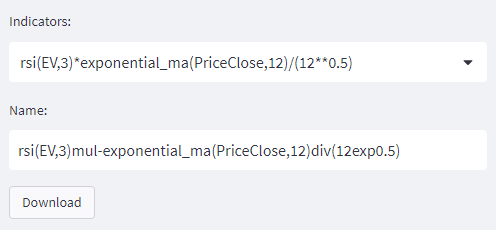 Indicators:
rsi(EV,3)*exponential_ma(PriceClose,12)/(12**0.5)
Name:
rsi(EV,3)mul-exponential_ma(PriceClose,12)div(12exp0.5)
Download